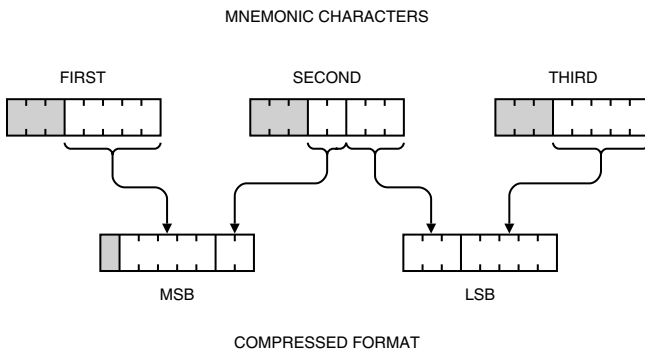 MNEMONIC CHARACTERS
FIRST SECOND THIRD
MSB LSB
COMPRESSED FORMAT